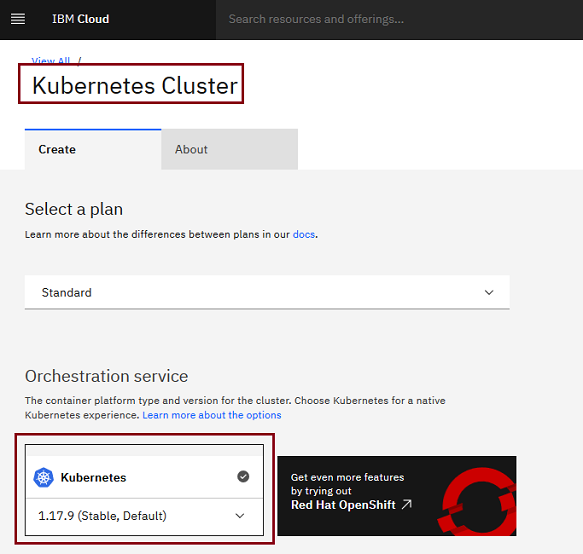 IBM Cloud
Search resources and offerings...
View All /
Kubernetes Cluster
Create
About
Select a plan
Learn more about the differences between plans in our docs.
Standard
Orchestration service
The container platform type and version for the cluster. Choose Kubernetes for a native
Kubernetes experience. Learn more about the options
Kubernetes
1.17.9 (Stable, Default)
Get even more features
by trying out
Red Hat OpenShift